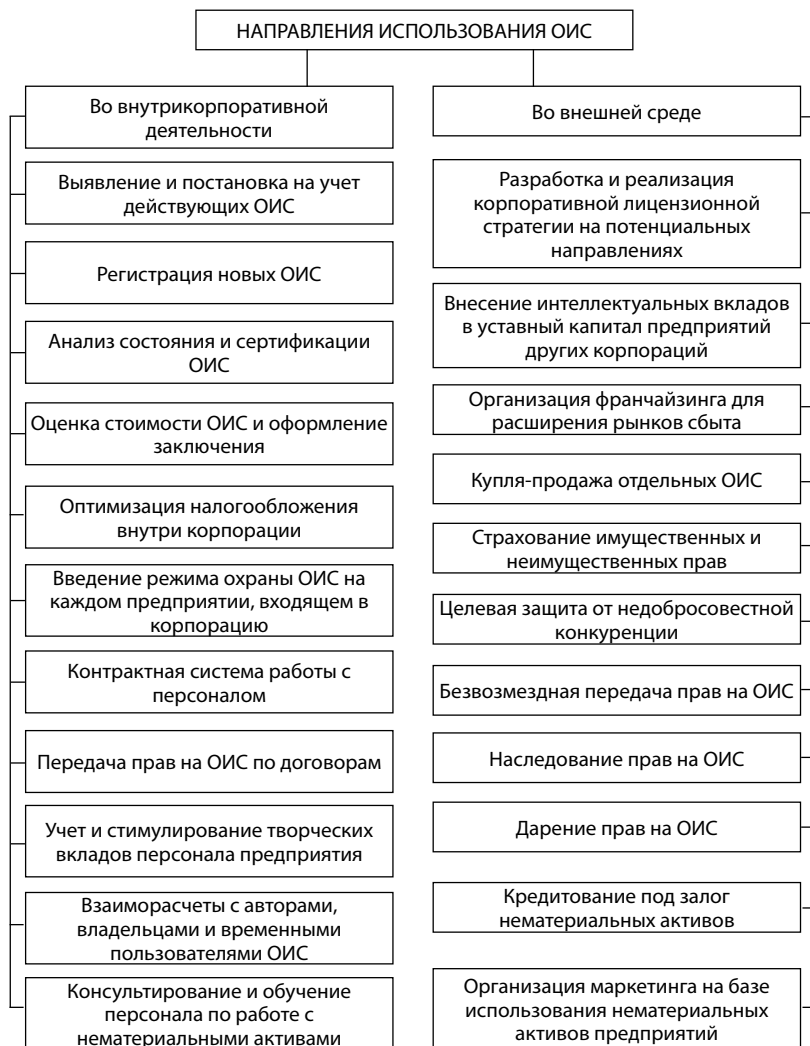 НАПРАВЛЕНИЯ ИСПОЛЬЗОВАНИЯ ОИС
Во внутрикорпоративной
деятельности
Выявление и постановка на учет
действующих ОИС
Регистрация новых ОИС
Анализ состояния и сертификации
ОИС
Оценка стоимости ОИС и оформление
заключения
Оптимизация налогообложения
внутри корпорации
Введение режима охраны ОИС на
каждом предприятии, входящем в
корпорацию
Контрактная система работы с
персоналом
Передача прав на ОИС по договорам
Учет и стимулирование творческих
вкладов персонала предприятия
Взаиморасчеты с авторами,
владельцами и временными
пользователями ОИС
Консультирование и обучение
персонала по работе с
нематериальными активами
Во внешней среде
Разработка и реализация
корпоративной лицензионной
стратегии на потенциальных
направлениях
Внесение интеллектуальных вкладов
в уставный капитал предприятий
других корпораций
Организация франчайзинга для
расширения рынков сбыта
Купля-продажа отдельных ОИС
Страхование имущественных и
неимущественных прав
Целевая защита от недобросовестной
конкуренции
Безвозмездная передача прав на ОИС
Наследование прав на ОИС
Дарение прав на ОИС
Кредитование под залог
нематериальных активов
Организация маркетинга на базе
использования нематериальных
активов предприятий